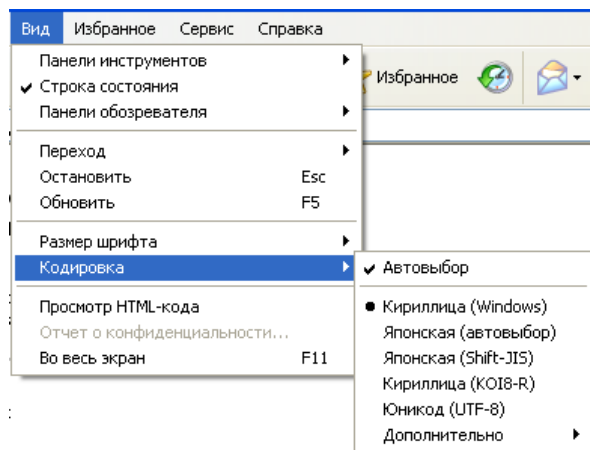 Вид Избранное Сервис Справка
Панели инструментов
Избранное
Строка состояния
Панели обозревателя
Переход
Остановить Esc
Обновить F5
Размер шрифта
Кодировка
Автовыбор
Просмотр HTML-кода
Кириллица (Windows)
Отчет о конфиденциальности...
Японская (автовыбор)
Во весь экран F11
Японская (Shift-JIS)
Кириллица (KOI8-R)
Юникод (UTF-8)
Дополнительно